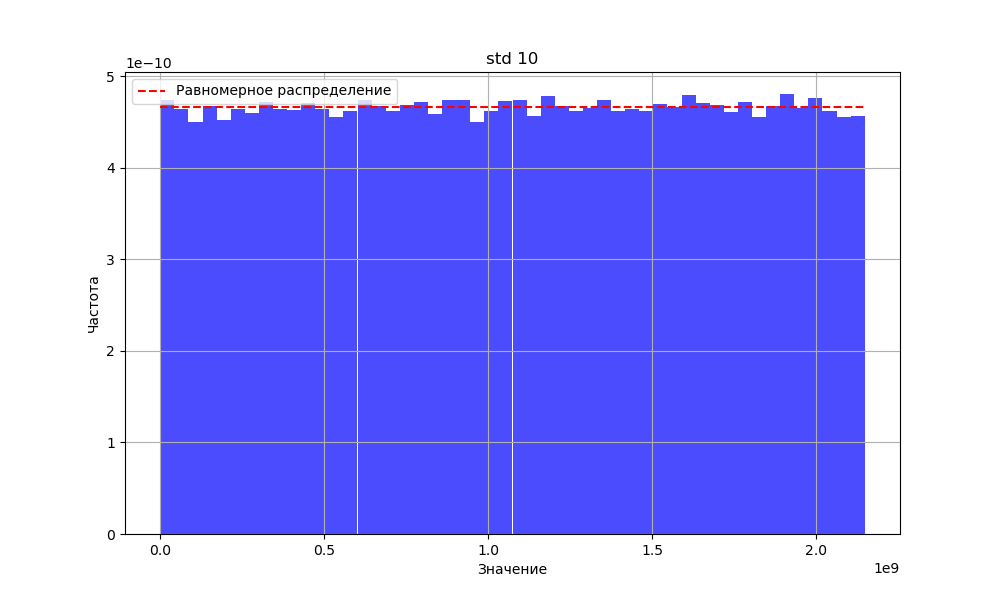 std 10
1e−10
Равномерное распределение
5
4
3
2
1
0
Частота
0.0 0.5 1.0 1.5 2.0
1e9
Значение